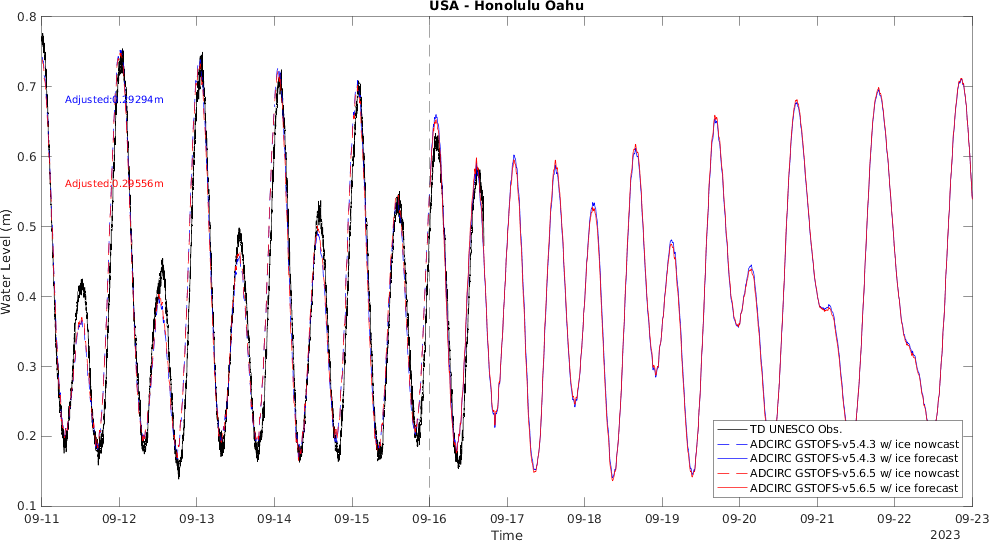 USA - Honolulu Oahu
0.8
0.7
0.6
0.5
0.4
0.3
0.2
0.1
Water Level (m)
Adjusted:0.29294m
Adjusted:0.29556m
TD UNESCO Obs.
ADCIRC GSTOFS-v5.4.3 w/ ice nowcast
ADCIRC GSTOFS-v5.4.3 w/ ice forecast
ADCIRC GSTOFS-v5.6.5 w/ ice nowcast
ADCIRC GSTOFS-v5.6.5 w/ ice forecast
09-11 09-12 09-13 09-14 09-15 09-16 09-17 09-18 09-19 09-20 09-21 09-22 09-23
Time
2023